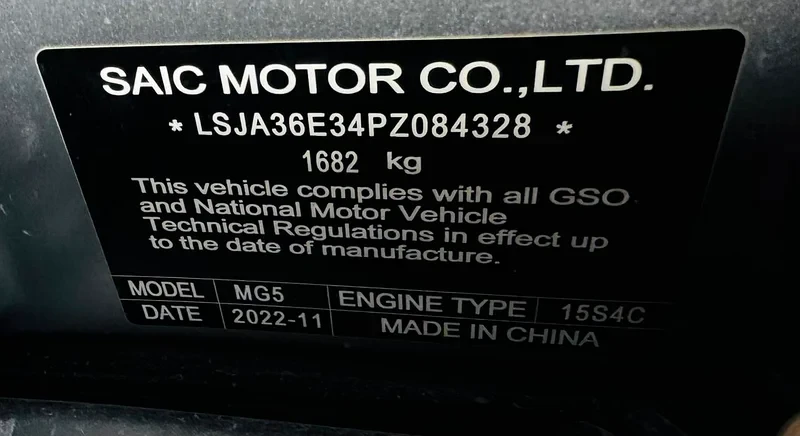 SAIC MOTOR CO.,LTD.
* LSJA36E34PZ084328 *
1682 kg
This vehicle complies with all GSO
and National Motor Vehicle
Technical Regulations in effect up
to the date of manufacture.
MODEL MG5 ENGINE TYPE 15S4C
DATE 2022-11 MADE IN CHINA